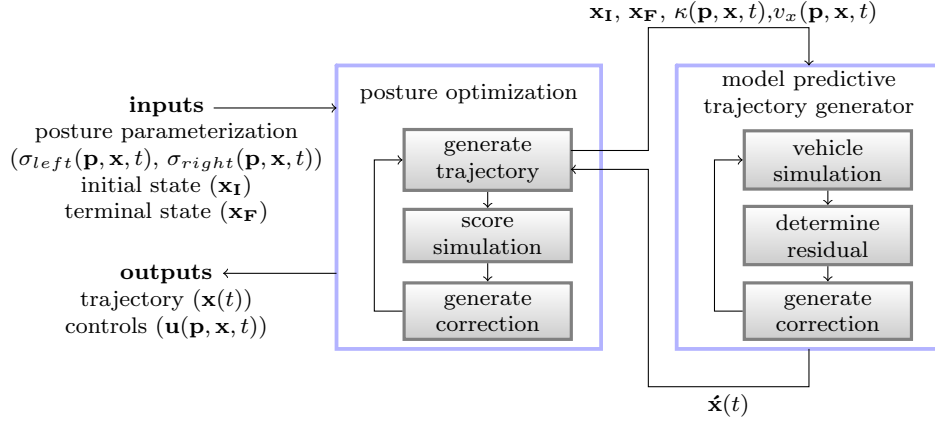 𝐱_𝐈, 𝐱_𝐅, κ(𝐩, 𝐱, t),v_x(𝐩, 𝐱, t)
inputs
posture parameterization
(σ_left(𝐩, 𝐱, t), σ_right(𝐩, 𝐱, t))
initial state (𝐱_𝐈)
terminal state (𝐱_𝐅)
outputs
trajectory (𝐱(t))
controls (𝐮(𝐩, 𝐱, t))
posture optimization
generate
trajectory
score
simulation
generate
correction
model predictive
trajectory generator
vehicle
simulation
determine
residual
generate
correction
𝐱́(t)